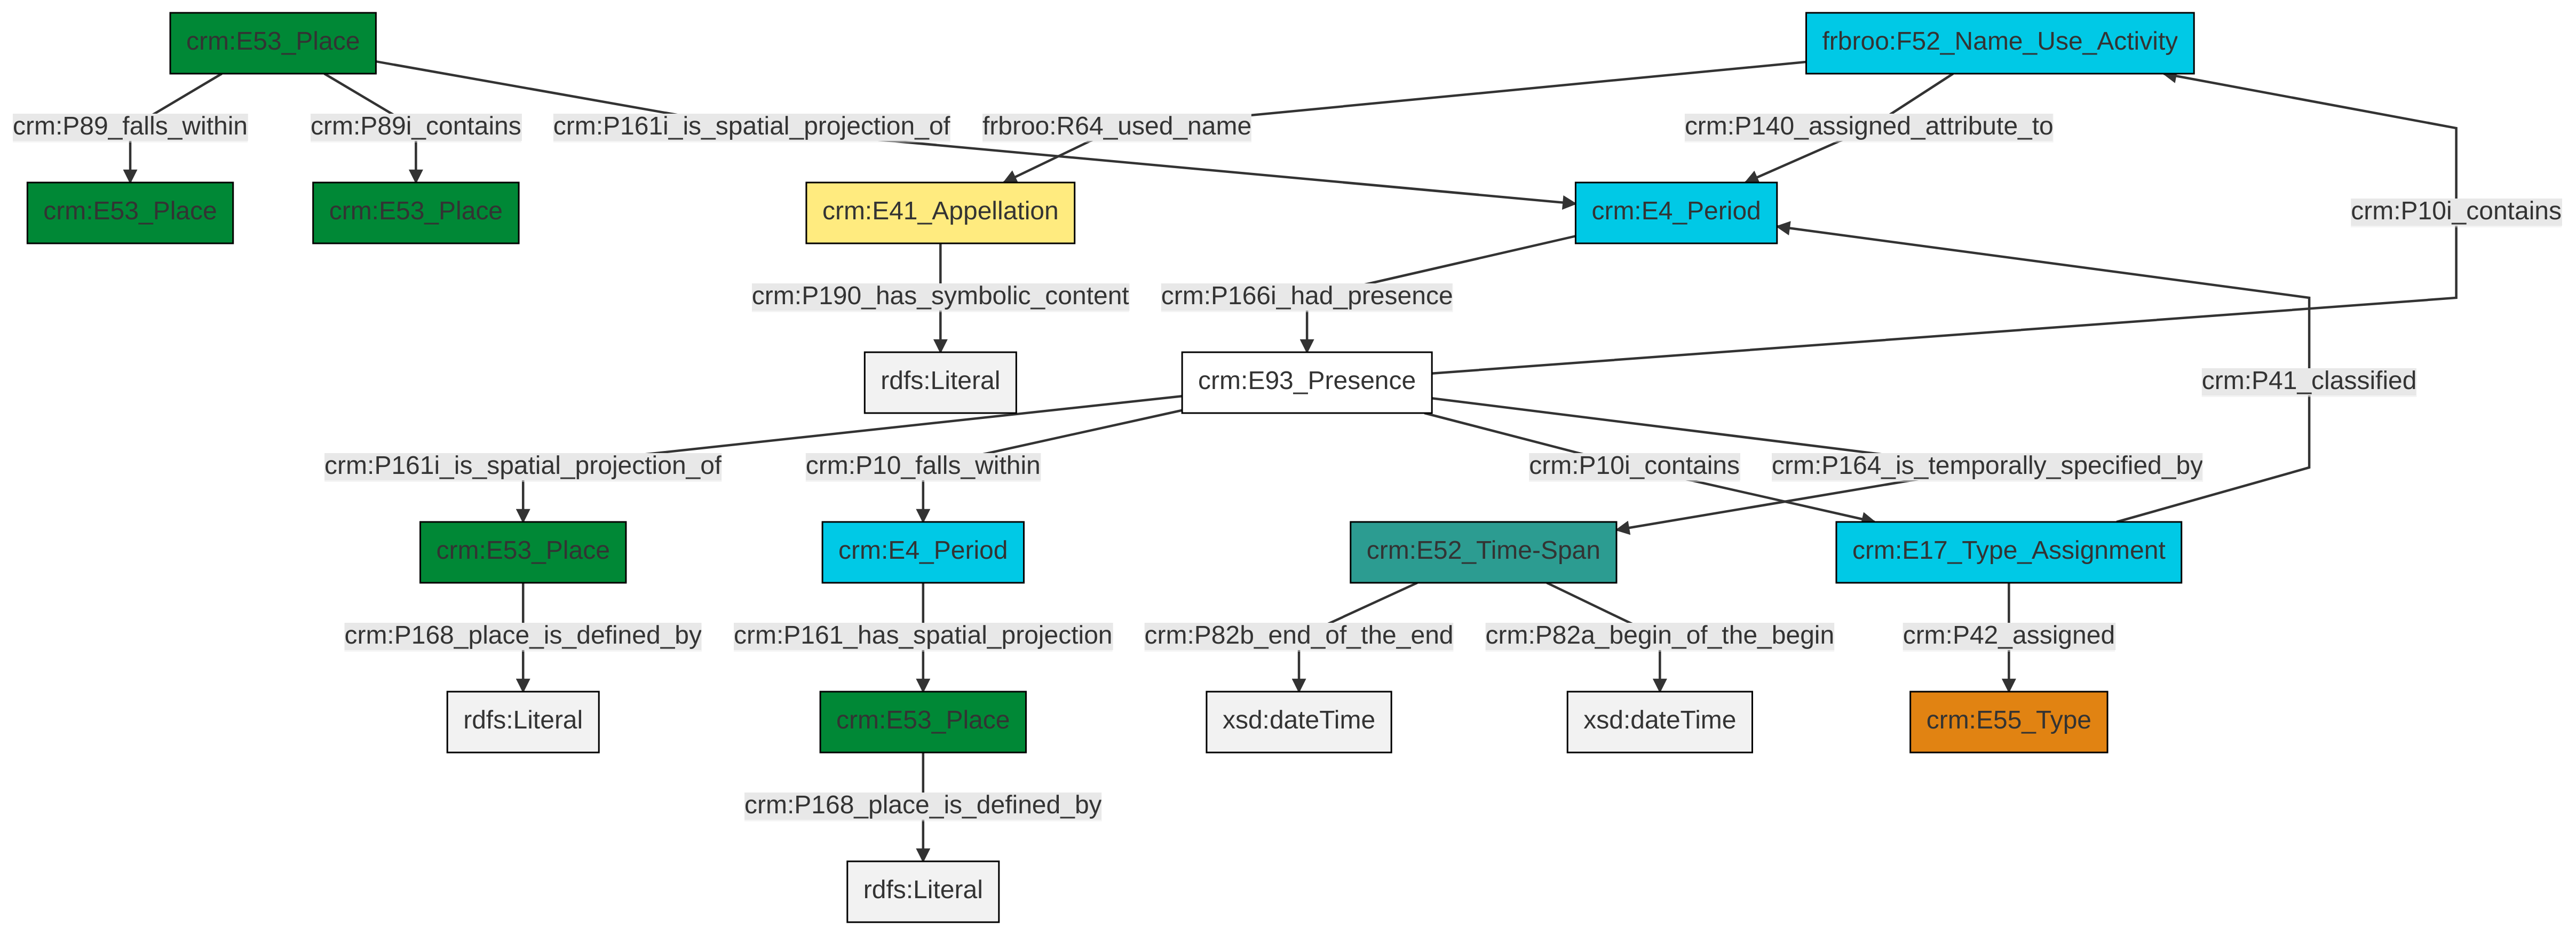 crm:E53_Place
frbroo:F52_Name_Use_Activity
crm:P89_falls_within
crm:P89i_contains
crm:P161i_is_spatial_projection_of
frbroo:R64_used_name
crm:P140_assigned_attribute_to
crm:E53_Place
crm:E53_Place
crm:E41_Appellation
crm:E4_Period
crm:P10i_contains
crm:P190_has_symbolic_content
crm:P166i_had_presence
rdfs:Literal
crm:E93_Presence
crm:P41_classified
crm:P161i_is_spatial_projection_of
crm:P10_falls_within
crm:P10i_contains
crm:P164_is_temporally_specified_by
crm:E53_Place
crm:E4_Period
crm:E52_Time-Span
crm:E17_Type_Assignment
crm:P168_place_is_defined_by
crm:P161_has_spatial_projection
crm:P82b_end_of_the_end
crm:P82a_begin_of_the_begin
crm:P42_assigned
rdfs:Literal
crm:E53_Place
xsd:dateTime
xsd:dateTime
crm:E55_Type
crm:P168_place_is_defined_by
rdfs:Literal